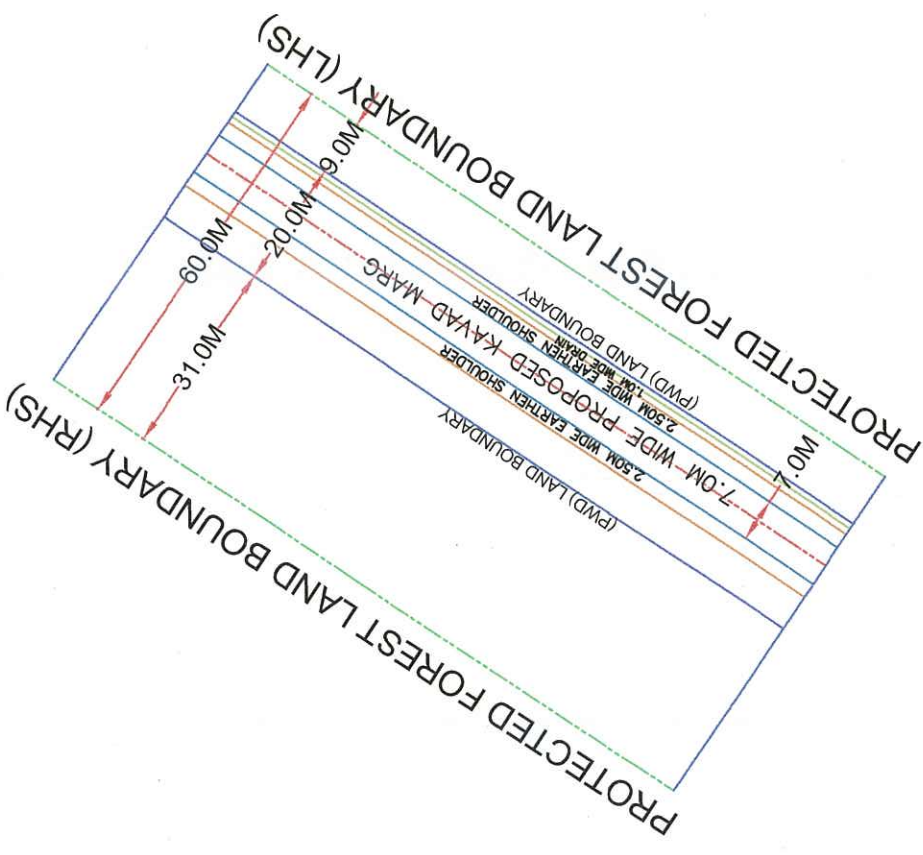 PROTECTED FOREST LAND BOUNDARY (RHS)
(PWD) LAND BOUNDARY
2.50M WIDE EARTHEN SHOULDER
7.0M WIDE PROPOSED KAVAD MARG
2.50M WIDE EARTHEN SHOULDER
1.0M WIDE DRAIN
(PWD) LAND BOUNDARY
PROTECTED FOREST LAND BOUNDARY (LHS)
7.0M
31.0M
20.0M
9.0M
60.0M